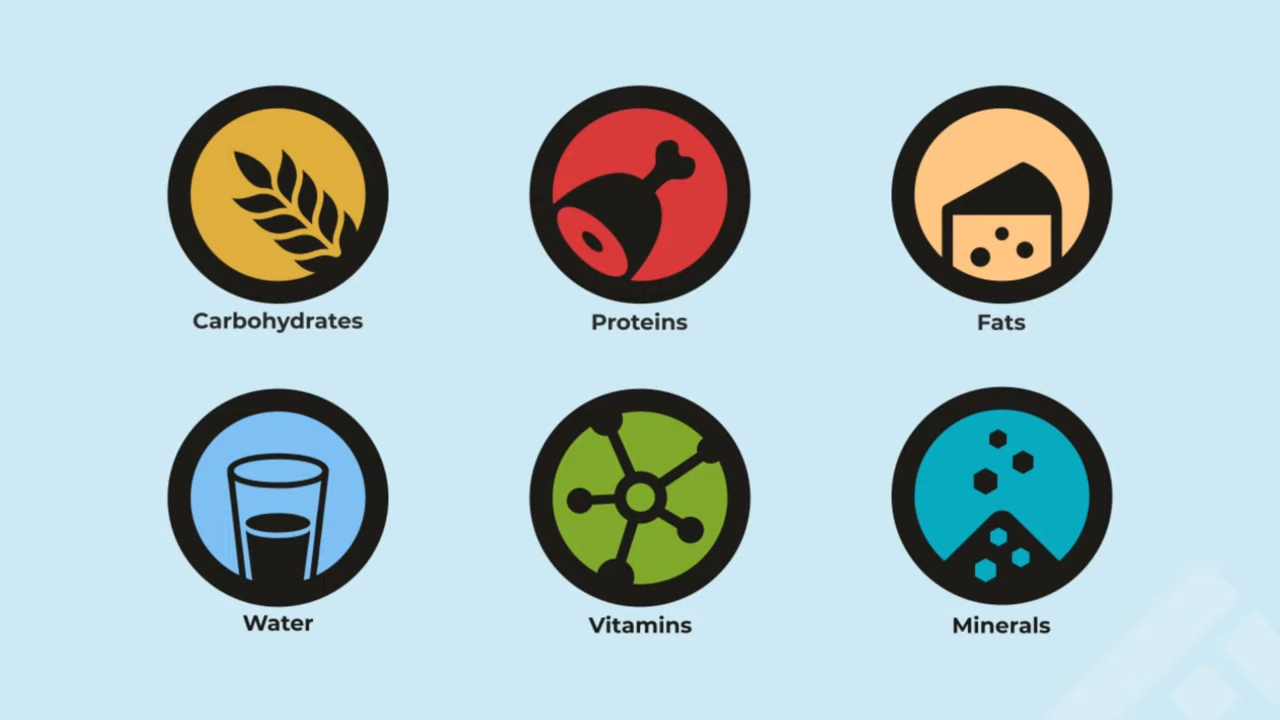 Carbohydrates
Proteins
Fats
Water
Vitamins
Minerals